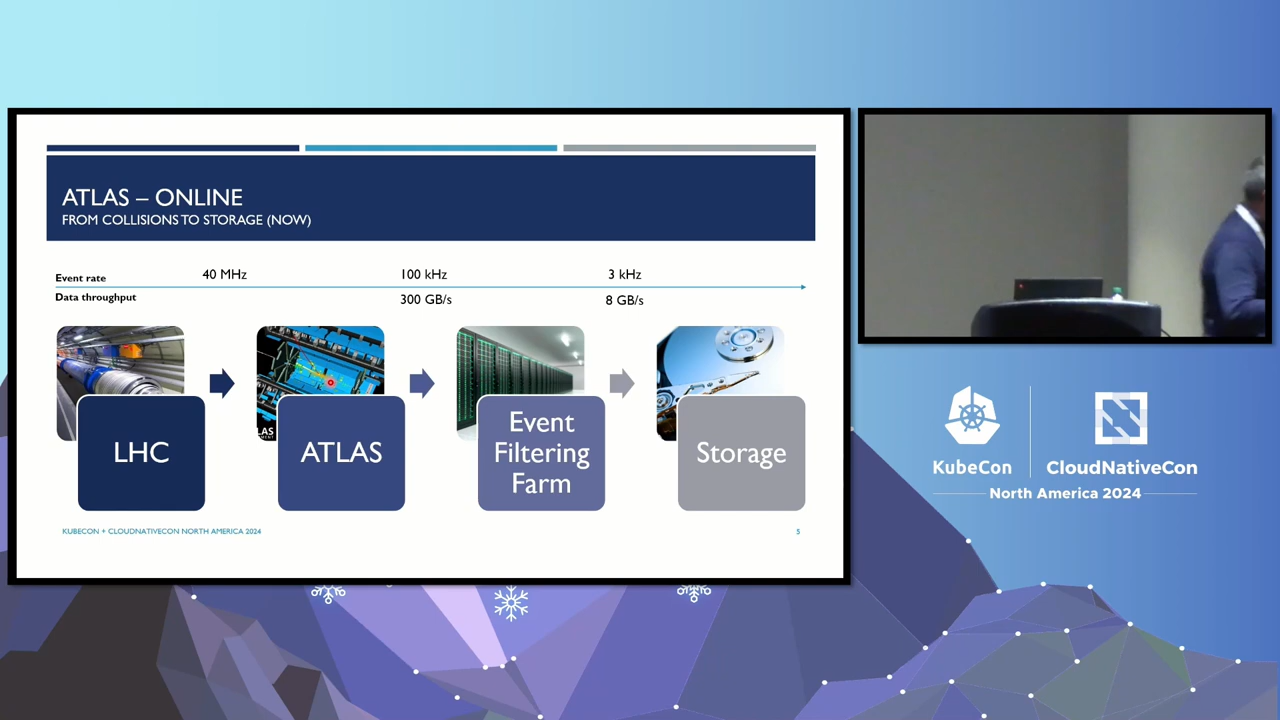 ATLAS – ONLINE
FROM COLLISIONS TO STORAGE (NOW)
Event rate
40 MHz
100 kHz
3 kHz
Data throughput
300 GB/s
8 GB/s
LHC
ATLAS
Event
Filtering
Farm
Storage
KUBECON + CLOUDNATIVECON NORTH AMERICA 2024
5
KubeCon
CloudNativeCon
North America 2024